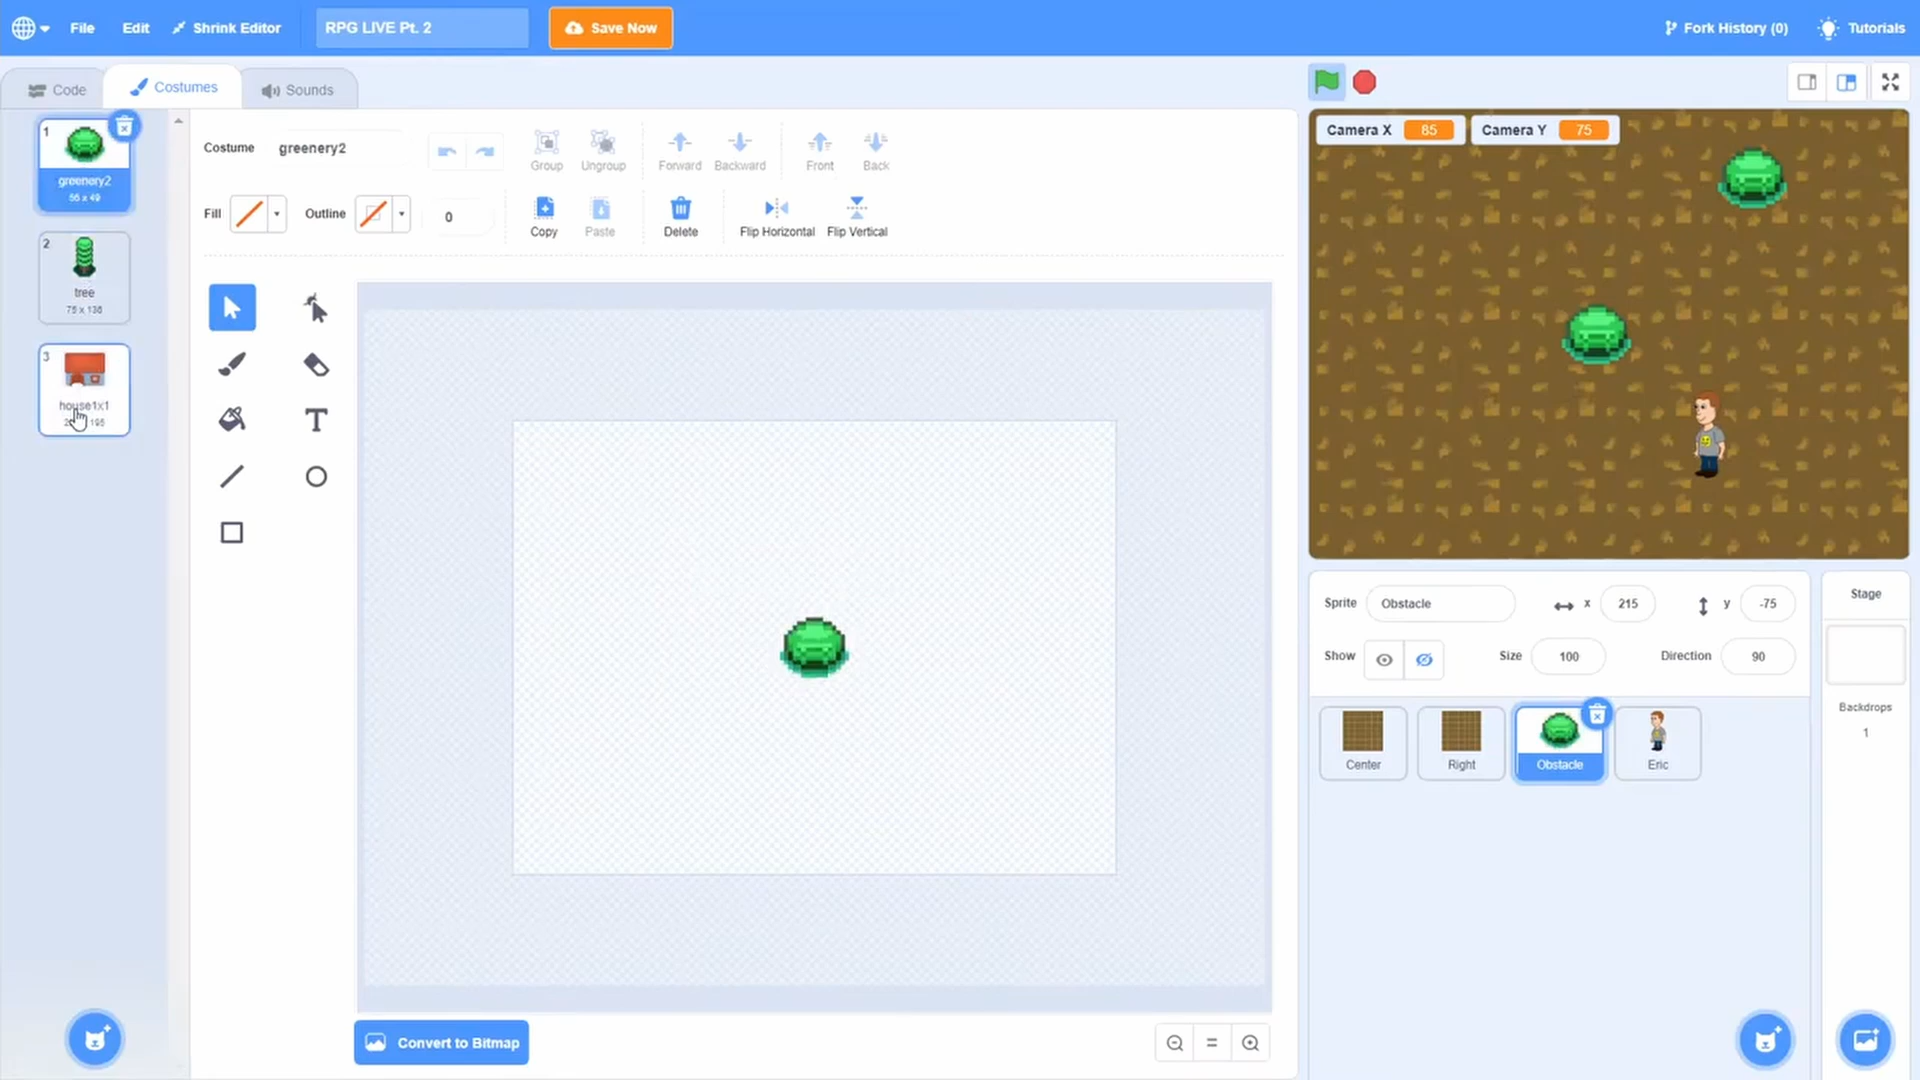 File Edit Shrink Editor RPG LIVE Pt. 2 Save Now Fork History (0) Tutorials
Code Costumes Sounds
1
greenery2
56 x 49
2
tree
75 x 136
3
house1x1
195
Costume greenery2
Group Ungroup Forward Backward Front Back
Fill Outline 0
Copy Paste Delete Flip Horizontal Flip Vertical
Convert to Bitmap
Camera X 85 Camera Y 75
Sprite Obstacle x 215 y -75
Show Size 100 Direction 90
Center Right Obstacle Eric
Stage
Backdrops
1